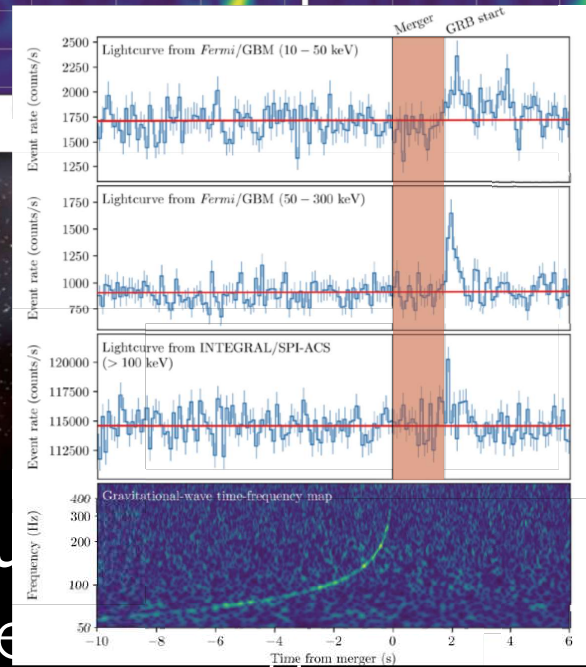 Merger GRB start
Lightcurve from Fermi/GBM (10 − 50 keV)
Event rate (counts/s)
2500
2250
2000
1750
1500
1250
Lightcurve from Fermi/GBM (50 − 300 keV)
Event rate (counts/s)
1750
1500
1250
1000
750
Lightcurve from INTEGRAL/SPI-ACS
(> 100 keV)
Event rate (counts/s)
120000
117500
115000
112500
Gravitational-wave time-frequency map
Frequency (Hz)
400
300
200
100
50
−10 −8 −6 −4 −2 0 2 4 6
Time from merger (s)